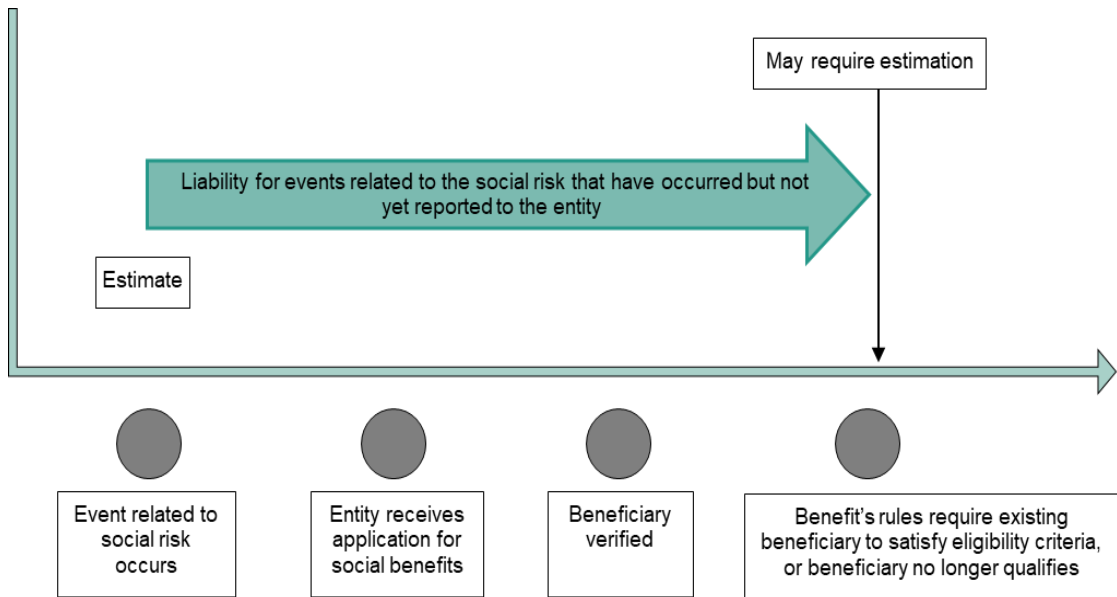 May require estimation
Liability for events related to the social risk that have occurred but not
yet reported to the entity
Estimate
Event related to
social risk
occurs
Entity receives
application for
social benefits
Beneficiary
verified
Benefit's rules require existing
beneficiary to satisfy eligibility criteria,
or beneficiary no longer qualifies